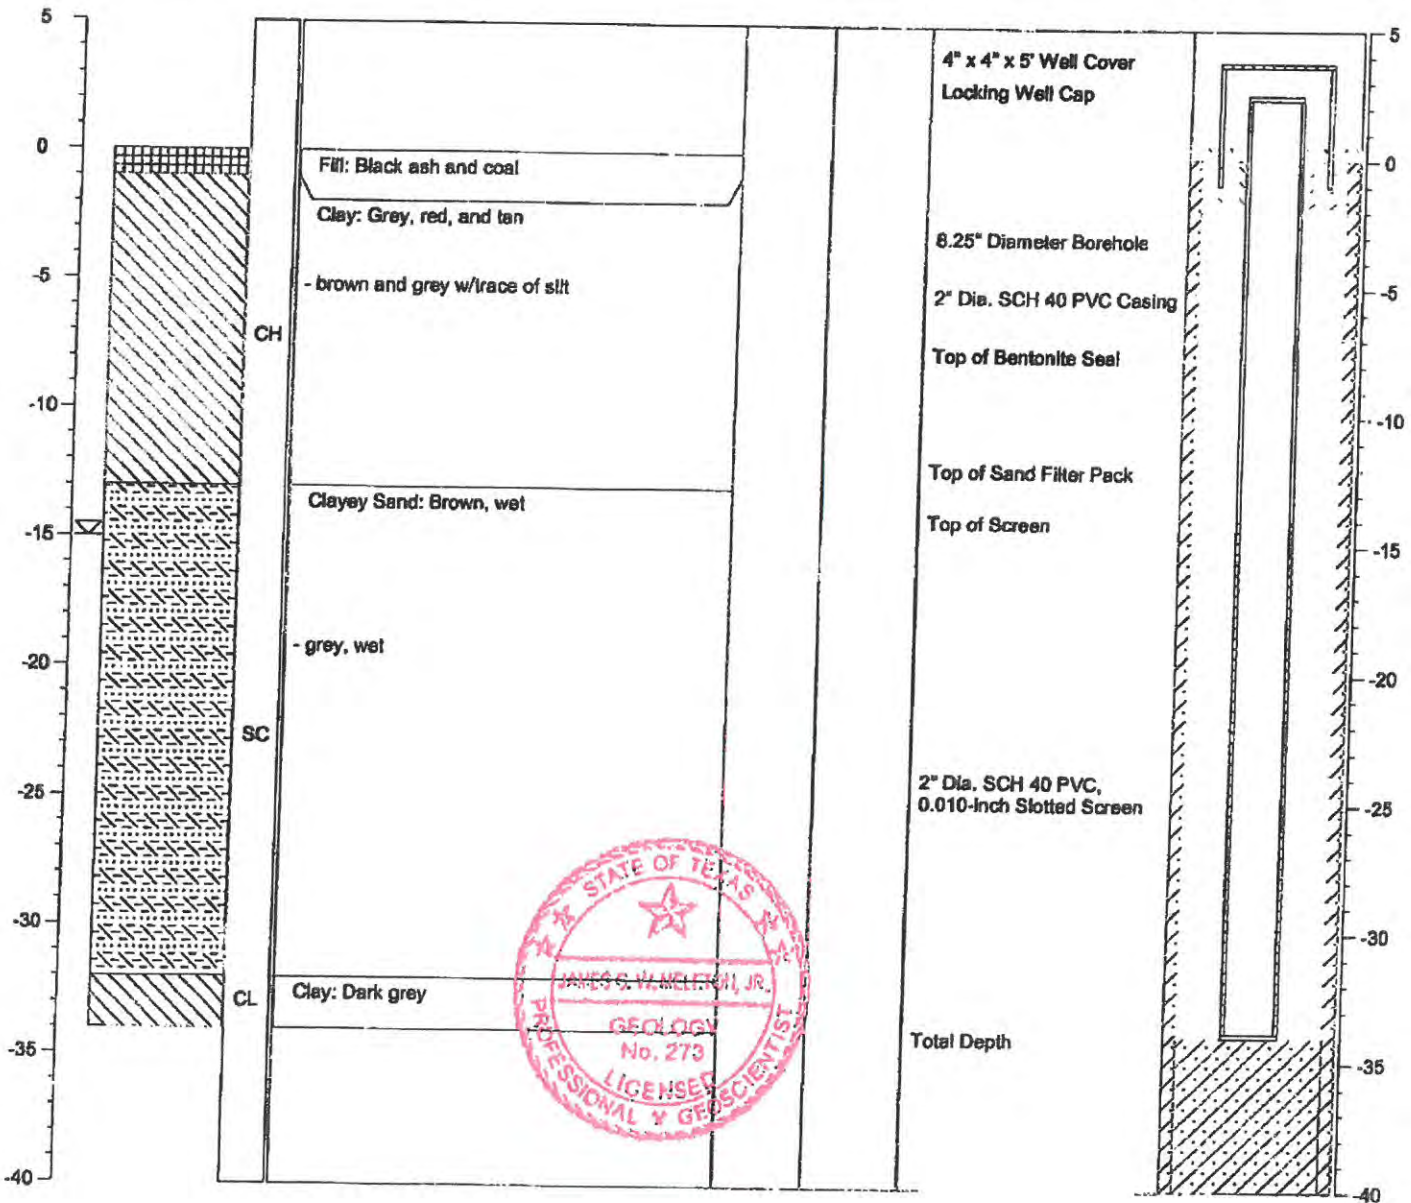 5
0
-5
-10
-15
-20
-25
-30
-35
-40
CH
SC
CL
Fill: Black ash and coal
Clay: Grey, red, and tan
- brown and grey w/trace of silt
Clayey Sand: Brown, wet
- grey, wet
Clay: Dark grey
STATE OF TEXAS
JR.
GEOLOGY
No. 273
LICENSED
PROFESSIONAL GEOSCIENTIST
4" x 4" x 5' Well Cover
Locking Well Cap
8.25" Diameter Borehole
2" Dia. SCH 40 PVC Casing
Top of Bentonite Seal
Top of Sand Filter Pack
Top of Screen
2" Dia. SCH 40 PVC,
0.010-inch Slotted Screen
Total Depth
5
0
-5
-10
-15
-20
-25
-30
-35
-40